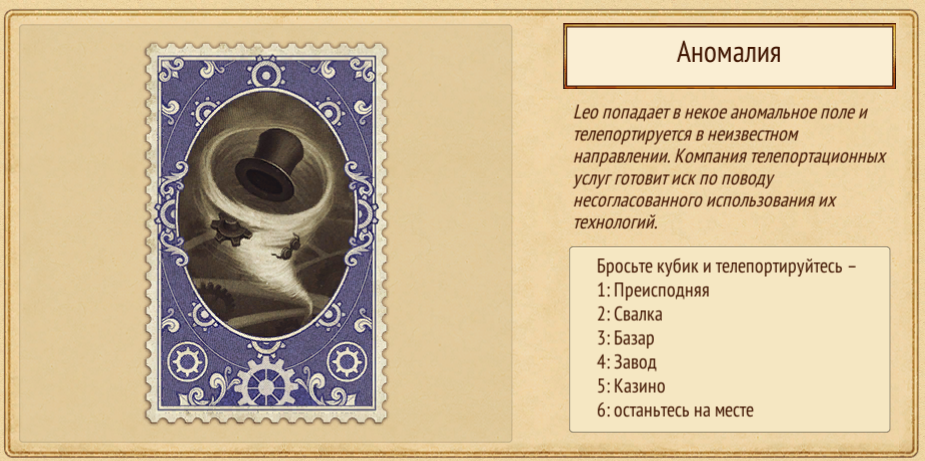 Аномалия
Leo попадает в некое аномальное поле и
телепортируется в неизвестном
направлении. Компания телепортационных
услуг готовит иск по поводу
несогласованного использования их
технологий.
Бросьте кубик и телепортируйтесь –
1: Преисподняя
2: Свалка
3: Базар
4: Завод
5: Казино
6: останьтесь на месте